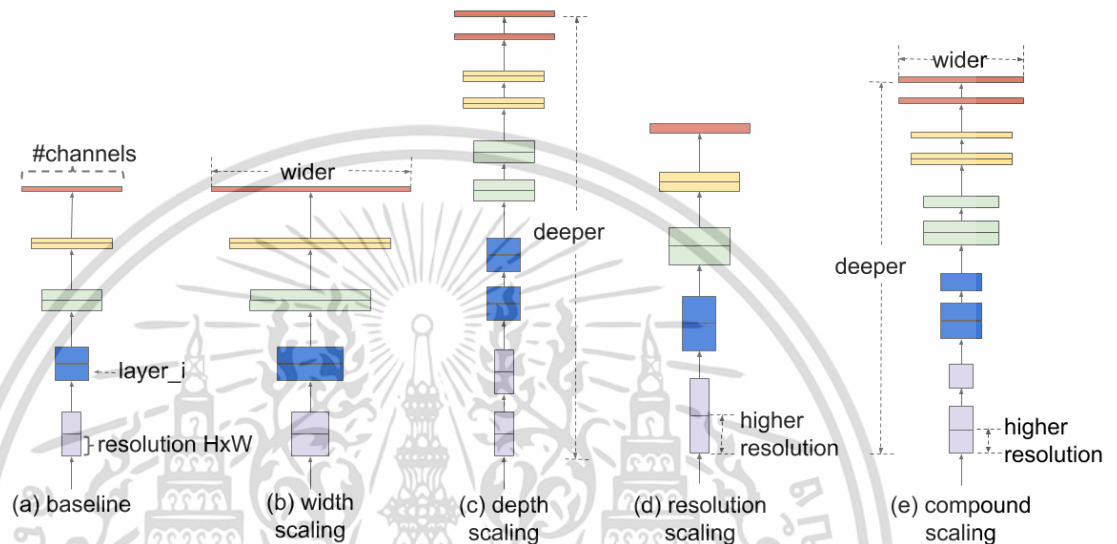 #channels
layer_i
resolution HxW
(a) baseline
wider
(b) width
scaling
deeper
(c) depth
scaling
higher
resolution
(d) resolution
scaling
wider
deeper
higher
resolution
(e) compound
scaling